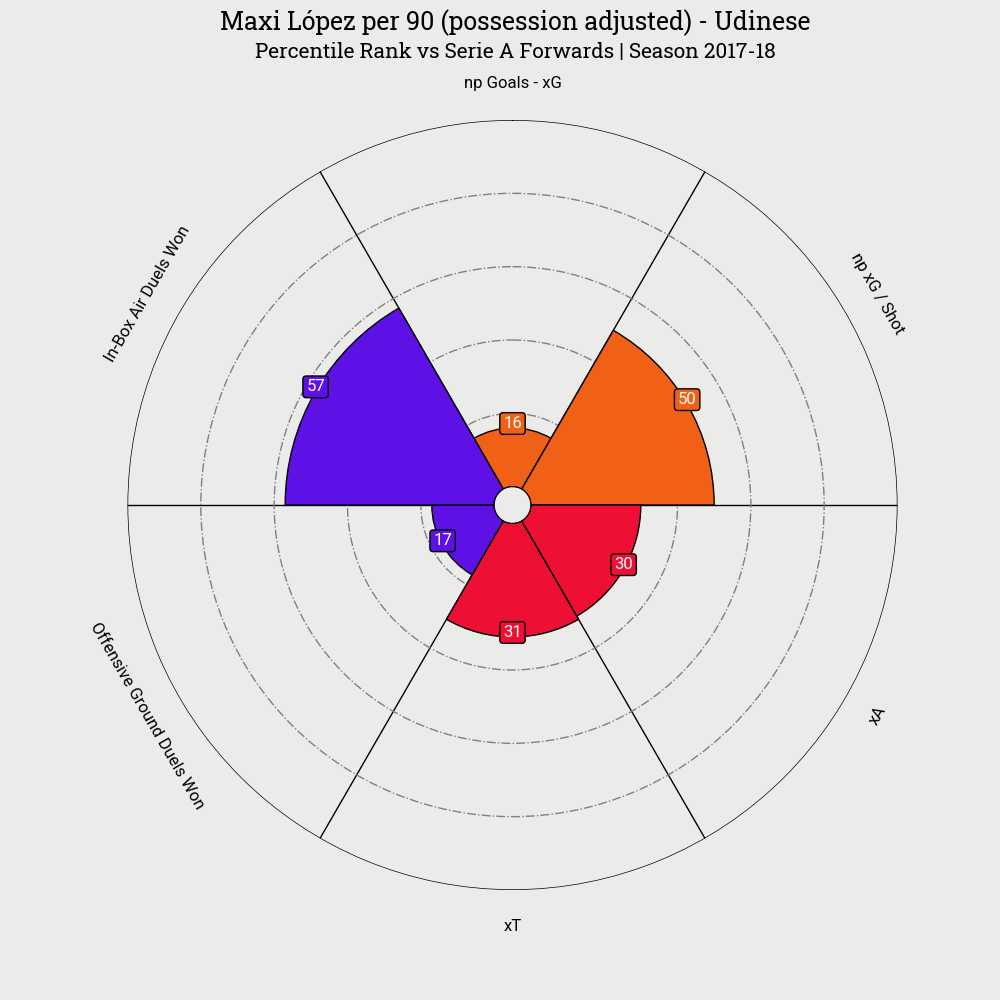 Maxi López per 90 (possession adjusted) - Udinese
Percentile Rank vs Serie A Forwards | Season 2017-18
np Goals - xG
In-Box Air Duels Won
np xG / Shot
57
50
16
17
30
31
Offensive Ground Duels Won
xA
xT